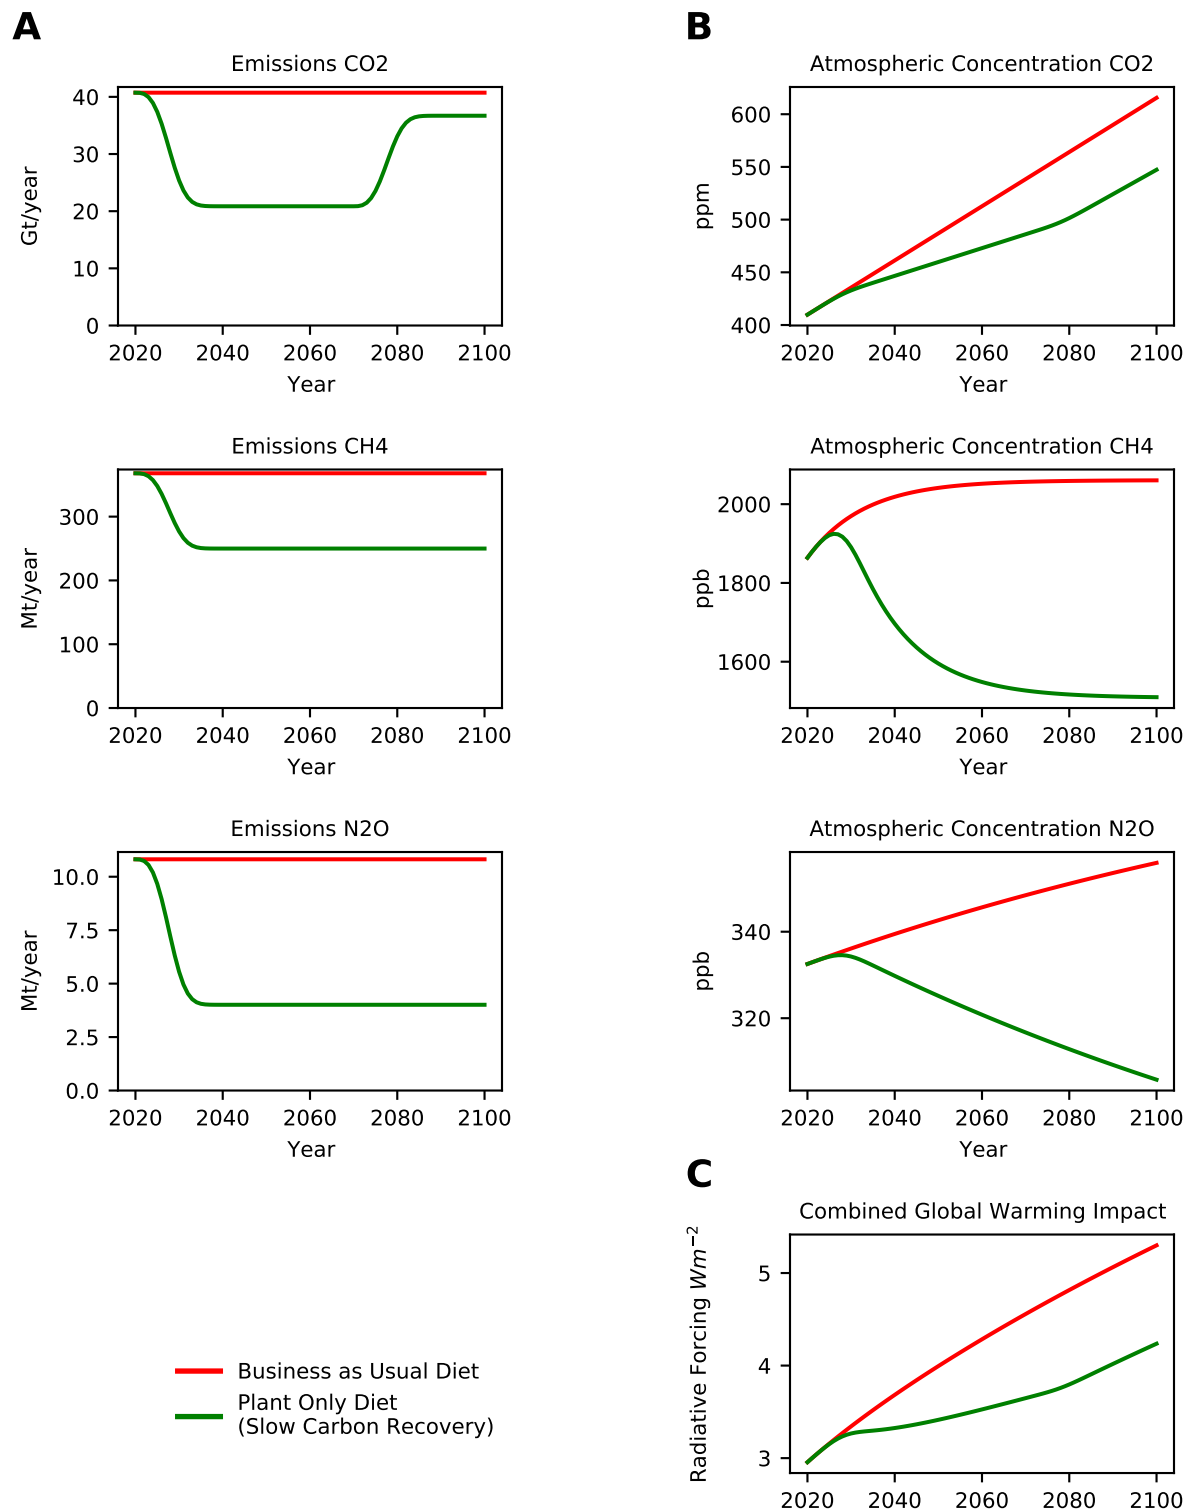 A
B
Emissions CO2
Gt/year
40
30
20
10
0
2020 2040 2060 2080 2100
Year
Atmospheric Concentration CO2
ppm
600
550
500
450
400
2020 2040 2060 2080 2100
Year
Emissions CH4
Mt/year
300
200
100
0
2020 2040 2060 2080 2100
Year
Atmospheric Concentration CH4
ppb
2000
1800
1600
2020 2040 2060 2080 2100
Year
Emissions N2O
Mt/year
10.0
7.5
5.0
2.5
0.0
2020 2040 2060 2080 2100
Year
Atmospheric Concentration N2O
ppb
340
320
2020 2040 2060 2080 2100
Year
C
Combined Global Warming Impact
Radiative Forcing Wm⁻²
5
4
3
2020 2040 2060 2080 2100
Business as Usual Diet
Plant Only Diet
(Slow Carbon Recovery)